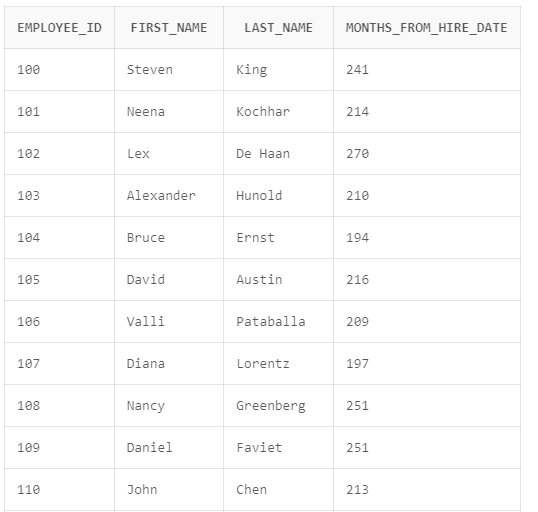 EMPLOYEE_ID FIRST_NAME LAST_NAME MONTHS_FROM_HIRE_DATE
100 Steven King 241
101 Neena Kochhar 214
102 Lex De Haan 270
103 Alexander Hunold 210
104 Bruce Ernst 194
105 David Austin 216
106 Valli Pataballa 209
107 Diana Lorentz 197
108 Nancy Greenberg 251
109 Daniel Faviet 251
110 John Chen 213